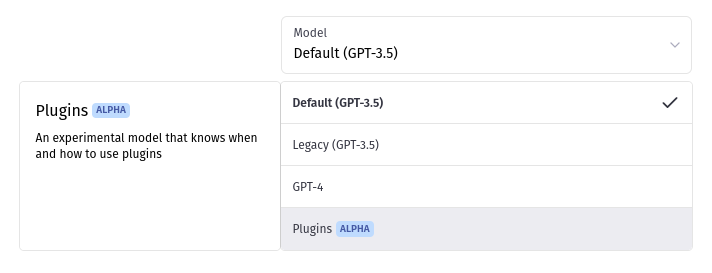 Model
Default (GPT-3.5)
Plugins ALPHA
An experimental model that knows when
and how to use plugins
Default (GPT-3.5)
Legacy (GPT-3.5)
GPT-4
Plugins ALPHA